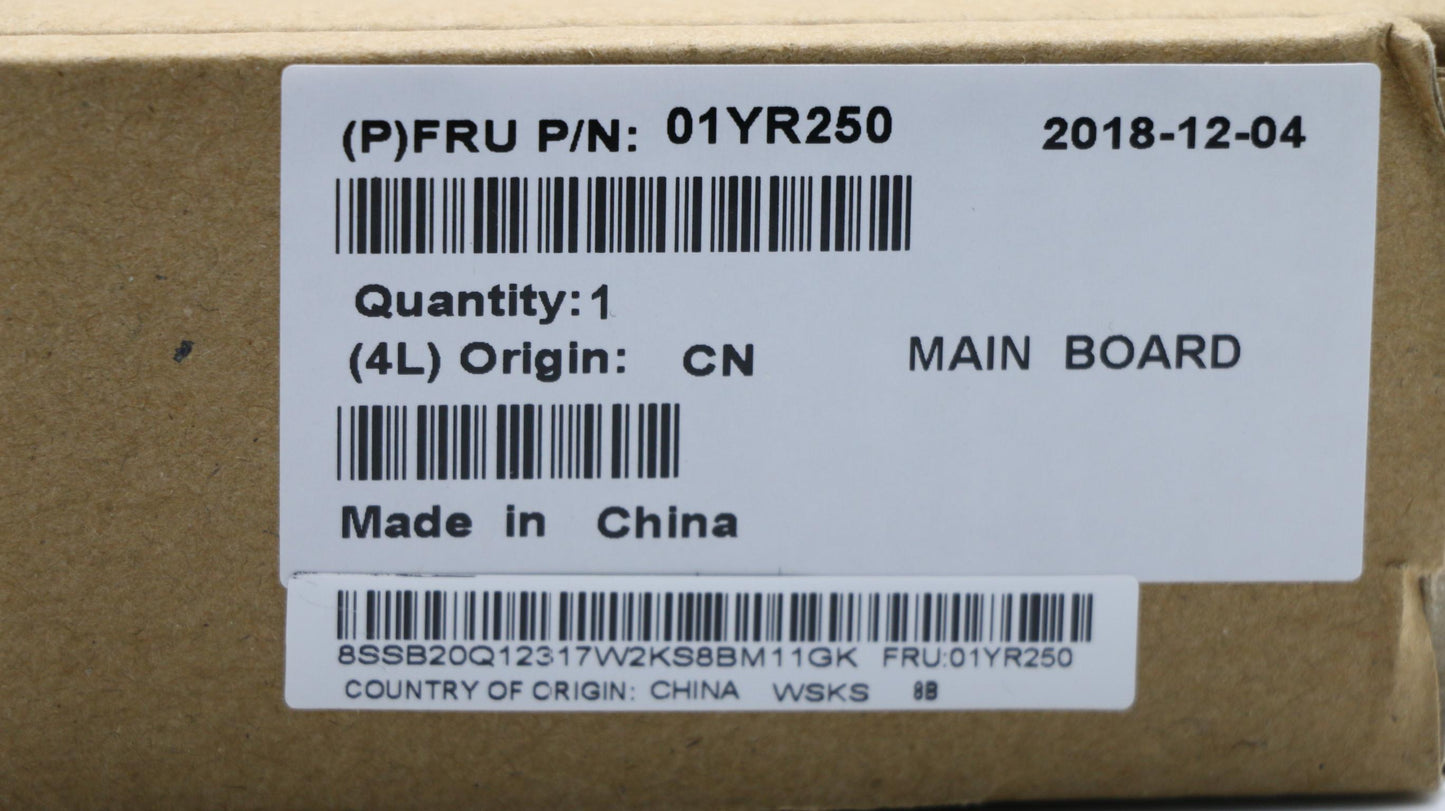 (P)FRU P/N: 01YR250 2018-12-04
Quantity: 1
(4L) Origin: CN MAIN BOARD
Made in China
8SSB20Q12317W2KS8BM11GK FRU:01YR250
COUNTRY OF ORIGIN: CHINA WSKS 8B